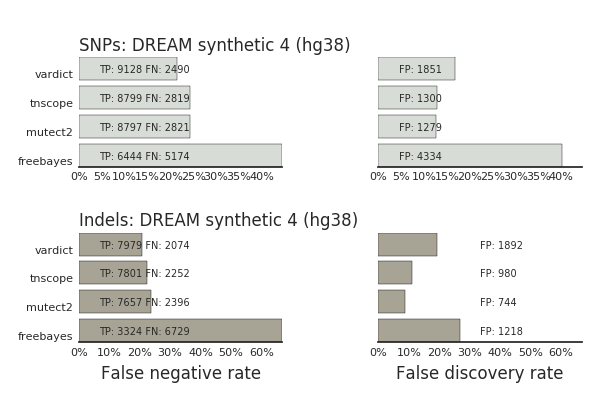 SNPs: DREAM synthetic 4 (hg38)
vardict TP: 9128 FN: 2490 FP: 1851
tnscope TP: 8799 FN: 2819 FP: 1300
mutect2 TP: 8797 FN: 2821 FP: 1279
freebayes TP: 6444 FN: 5174 FP: 4334
0% 5% 10% 15% 20% 25% 30% 35% 40% 0% 5% 10% 15% 20% 25% 30% 35% 40%
Indels: DREAM synthetic 4 (hg38)
vardict TP: 7979 FN: 2074 FP: 1892
tnscope TP: 7801 FN: 2252 FP: 980
mutect2 TP: 7657 FN: 2396 FP: 744
freebayes TP: 3324 FN: 6729 FP: 1218
0% 10% 20% 30% 40% 50% 60% 0% 10% 20% 30% 40% 50% 60%
False negative rate False discovery rate